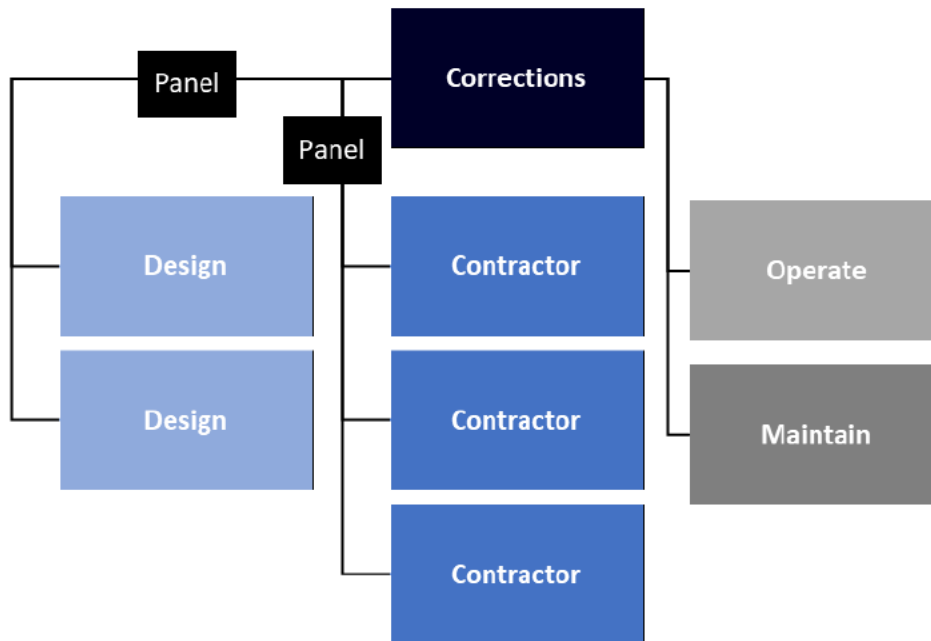 Panel
Corrections
Panel
Design
Contractor
Operate
Design
Contractor
Maintain
Contractor